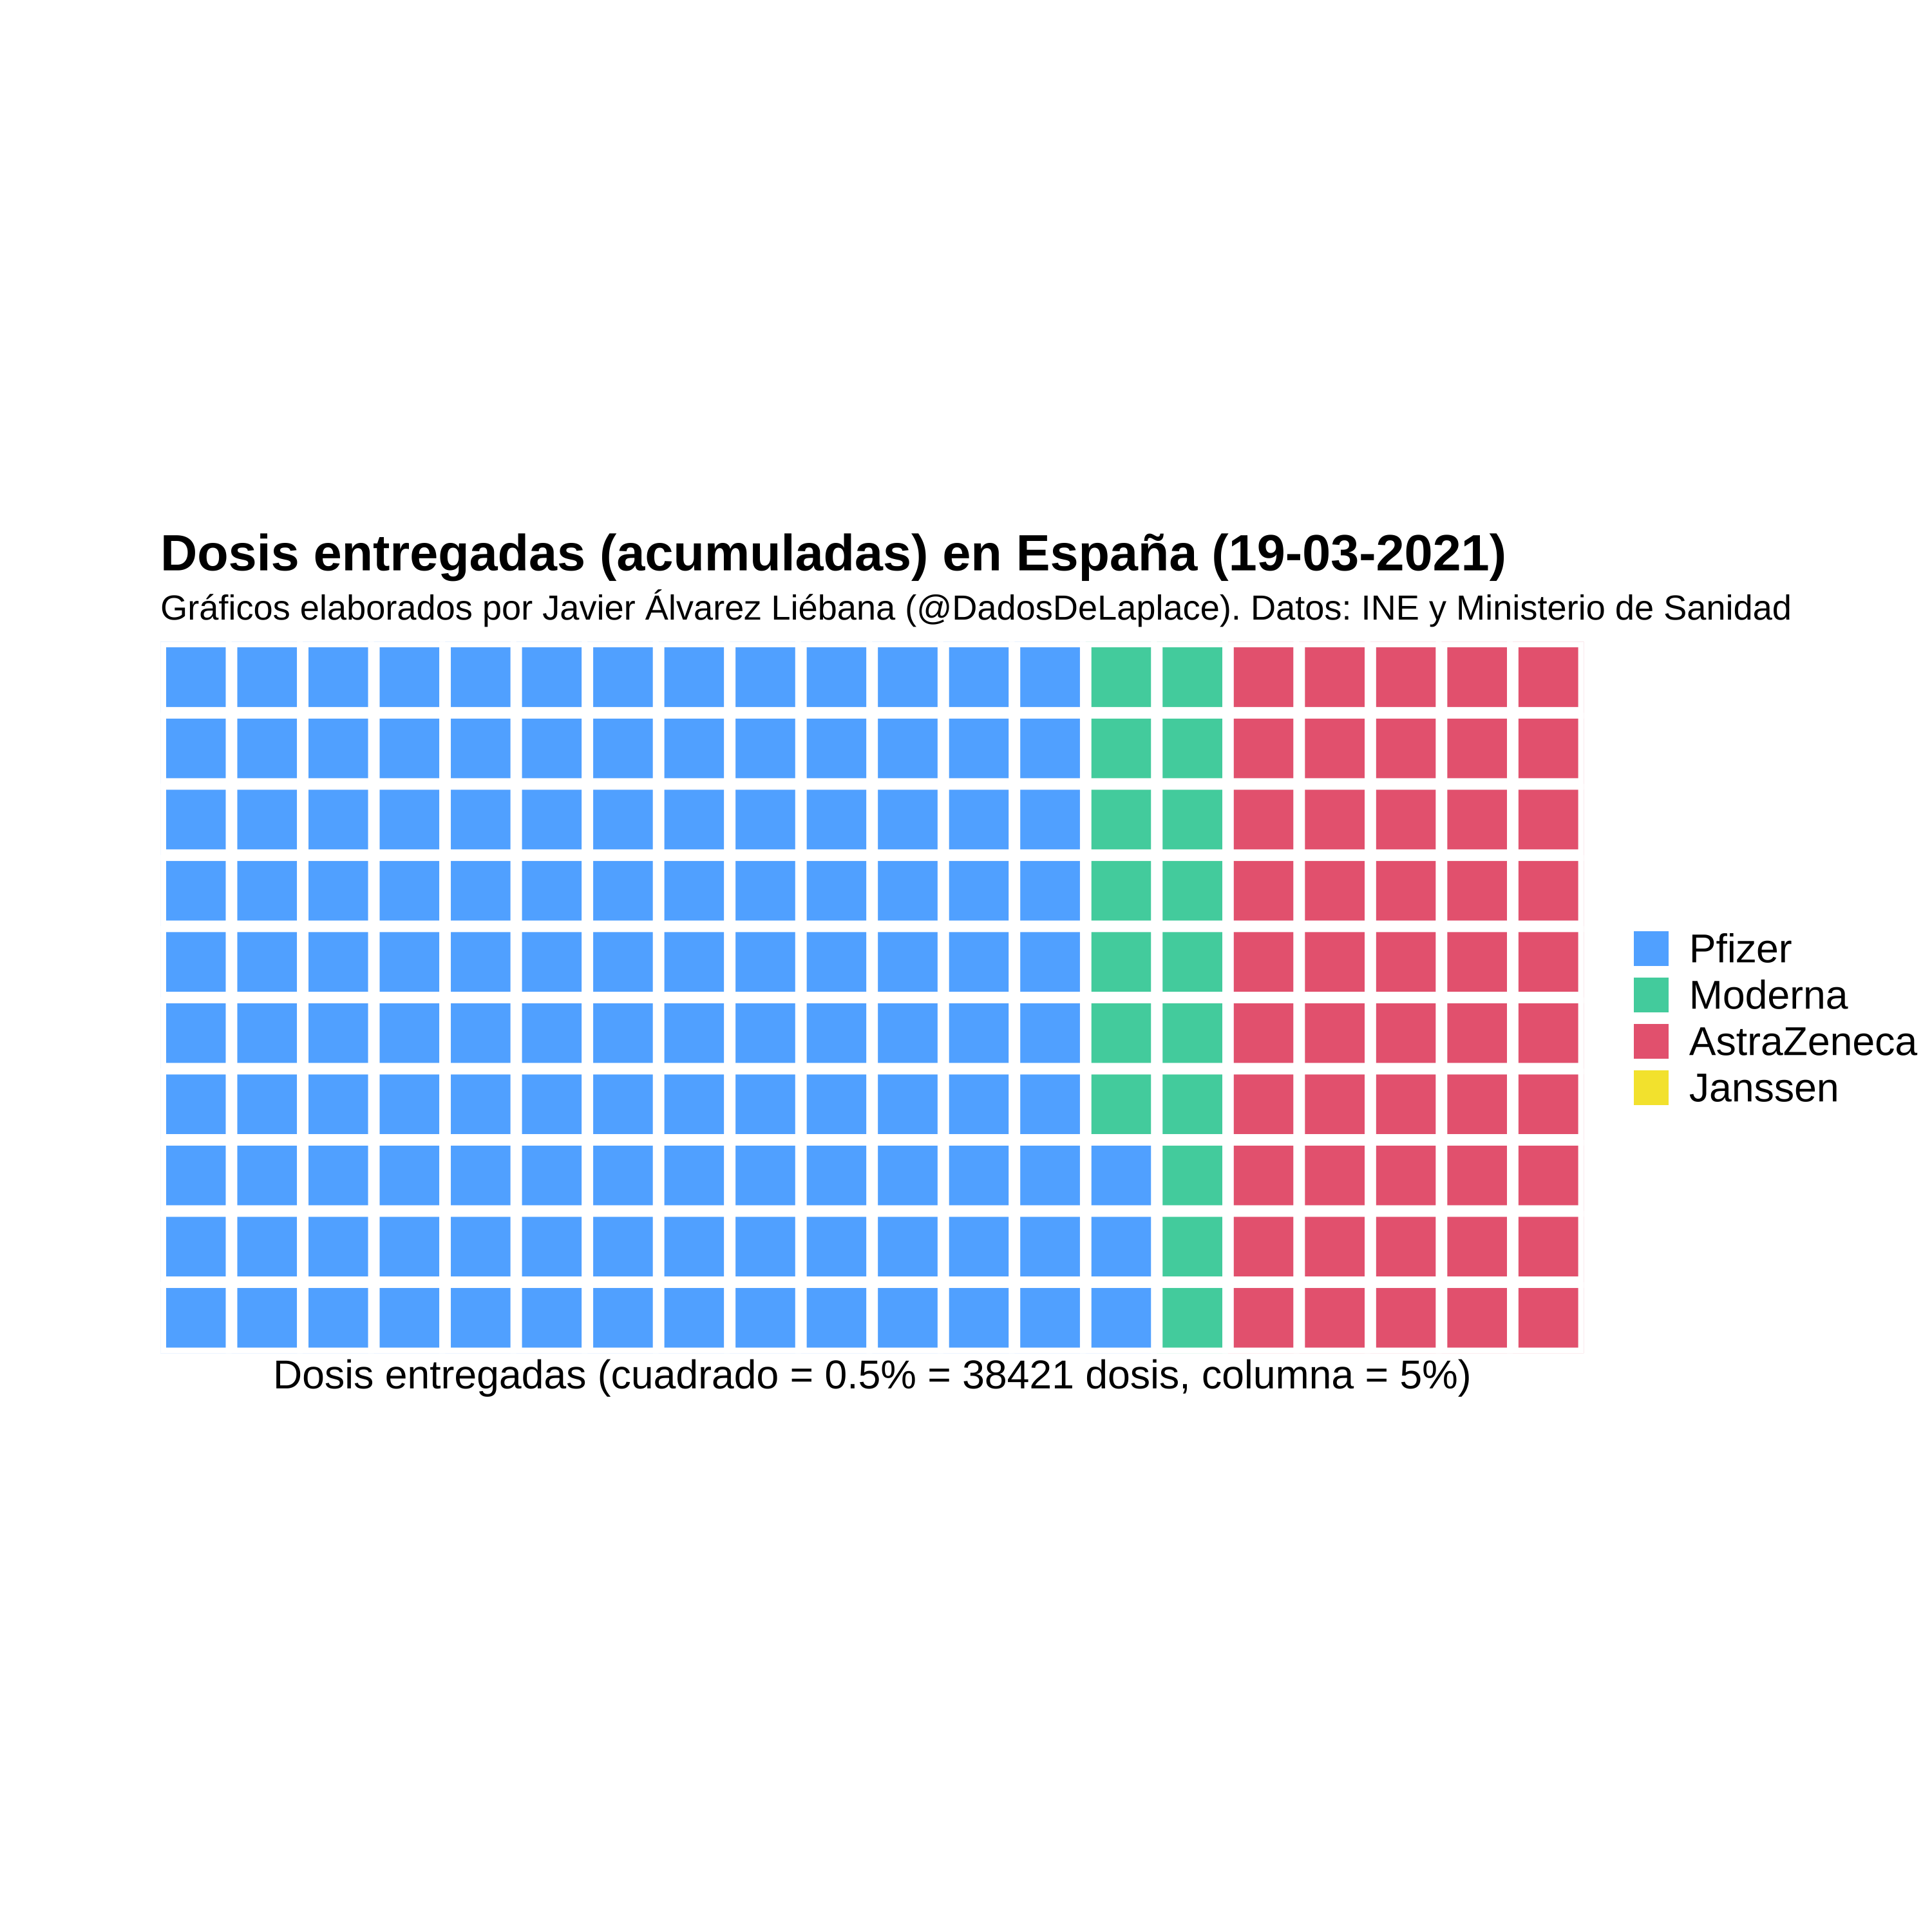 Dosis entregadas (acumuladas) en España (19-03-2021)
Gráficos elaborados por Javier Álvarez Liébana (@DadosDeLaplace). Datos: INE y Ministerio de Sanidad
Pfizer
Moderna
AstraZeneca
Janssen
Dosis entregadas (cuadrado = 0.5% = 38421 dosis, columna = 5%)